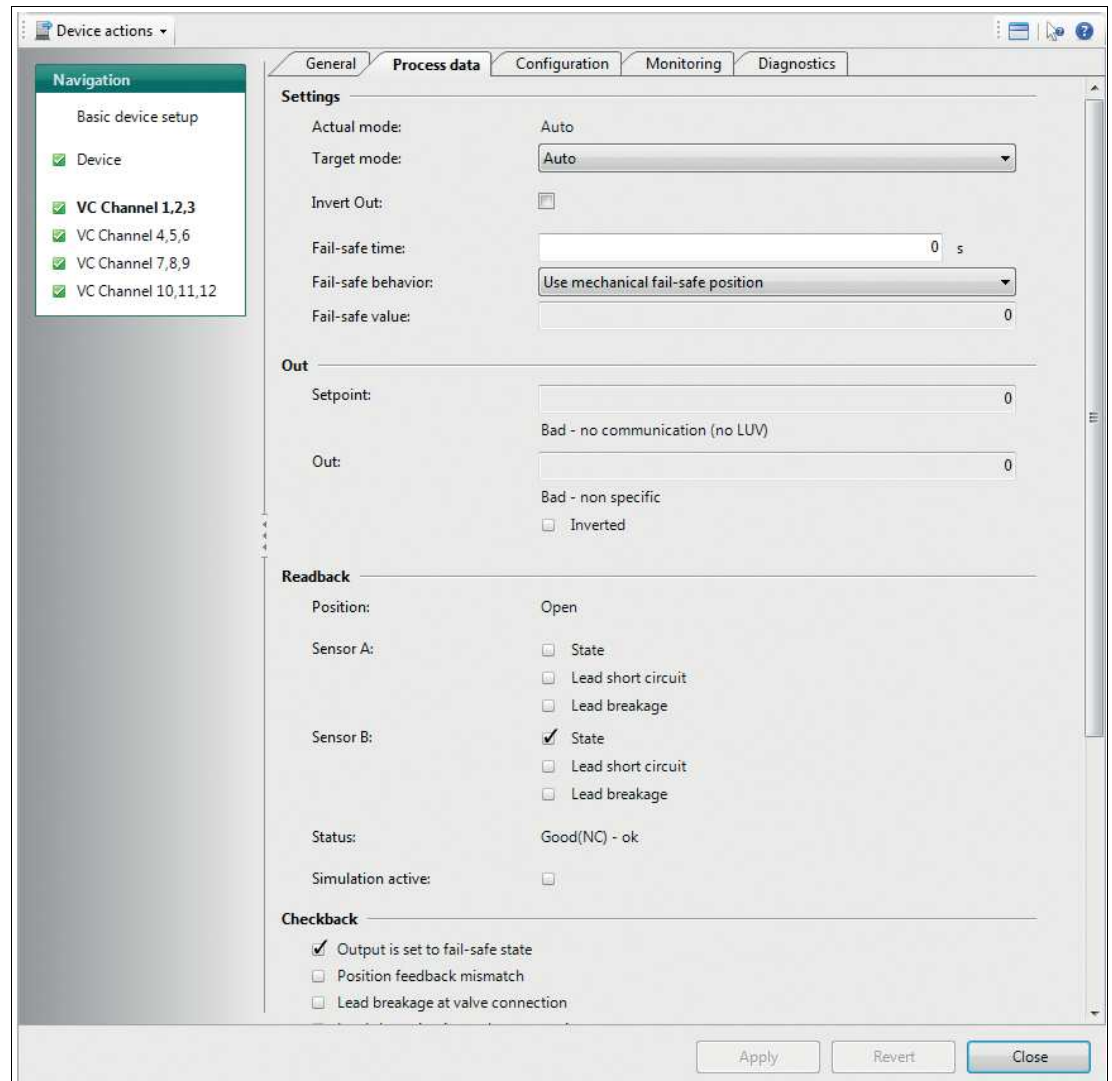 Device actions
Navigation
Basic device setup
Device
VC Channel 1,2,3
VC Channel 4,5,6
VC Channel 7,8,9
VC Channel 10,11,12
General
Process data
Configuration
Monitoring
Diagnostics
Settings
Actual mode: Auto
Target mode: Auto
Invert Out:
Fail-safe time: 0 s
Fail-safe behavior: Use mechanical fail-safe position
Fail-safe value: 0
Out
Setpoint: 0
Bad - no communication (no LUV)
Out: 0
Bad - non specific
Inverted
Readback
Position: Open
Sensor A: State
Lead short circuit
Lead breakage
Sensor B: State
Lead short circuit
Lead breakage
Status: Good(NC) - ok
Simulation active:
Checkback
Output is set to fail-safe state
Position feedback mismatch
Lead breakage at valve connection
Apply
Revert
Close